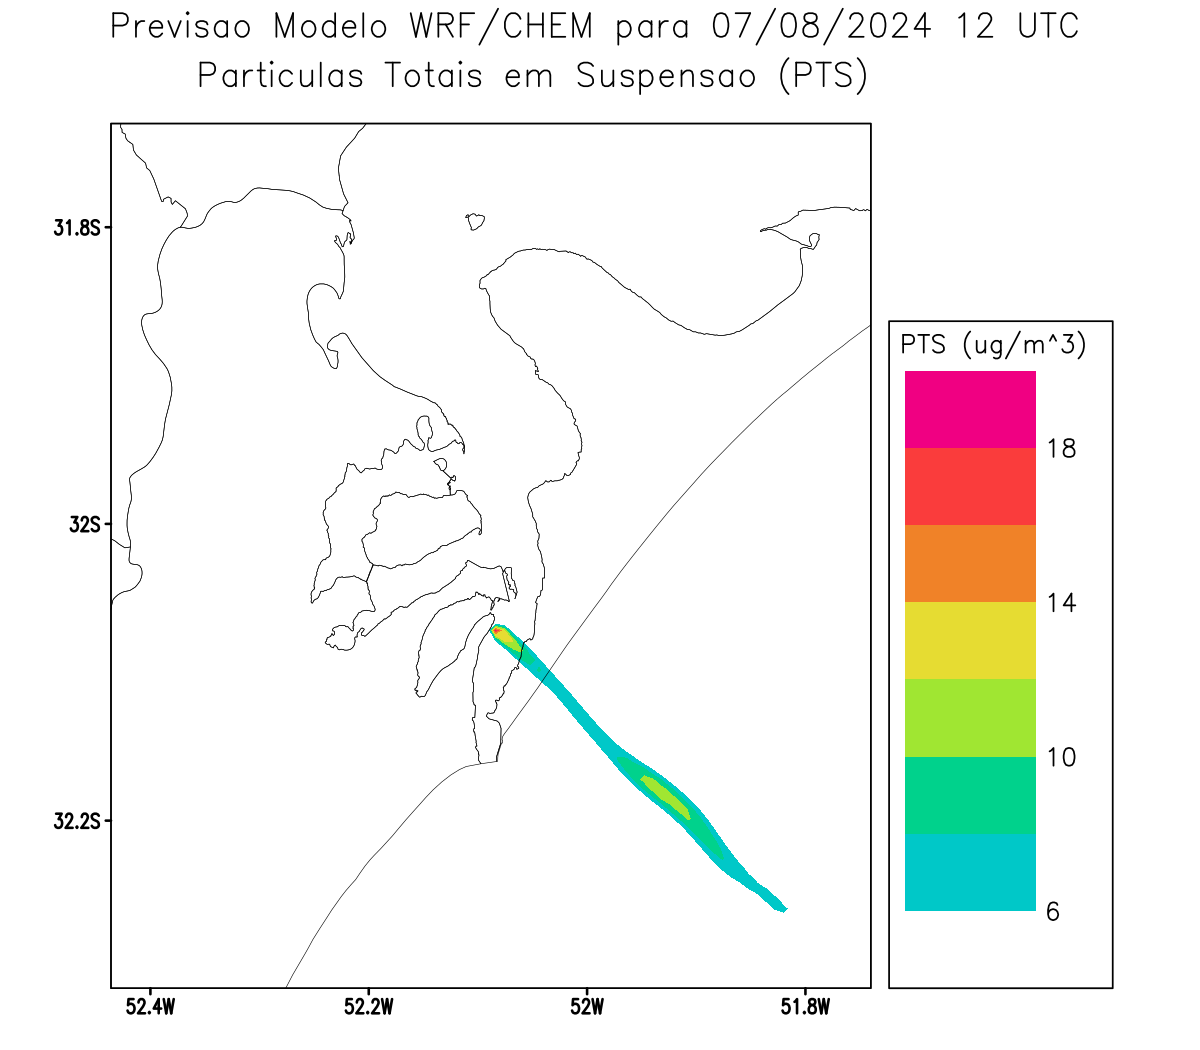 Previsao Modelo WRF/CHEM para 07/08/2024 12 UTC
Particulas Totais em Suspensao (PTS)
31.8S
32S
32.2S
52.4W
52.2W
52W
51.8W
PTS (ug/m^3)
18
14
10
6